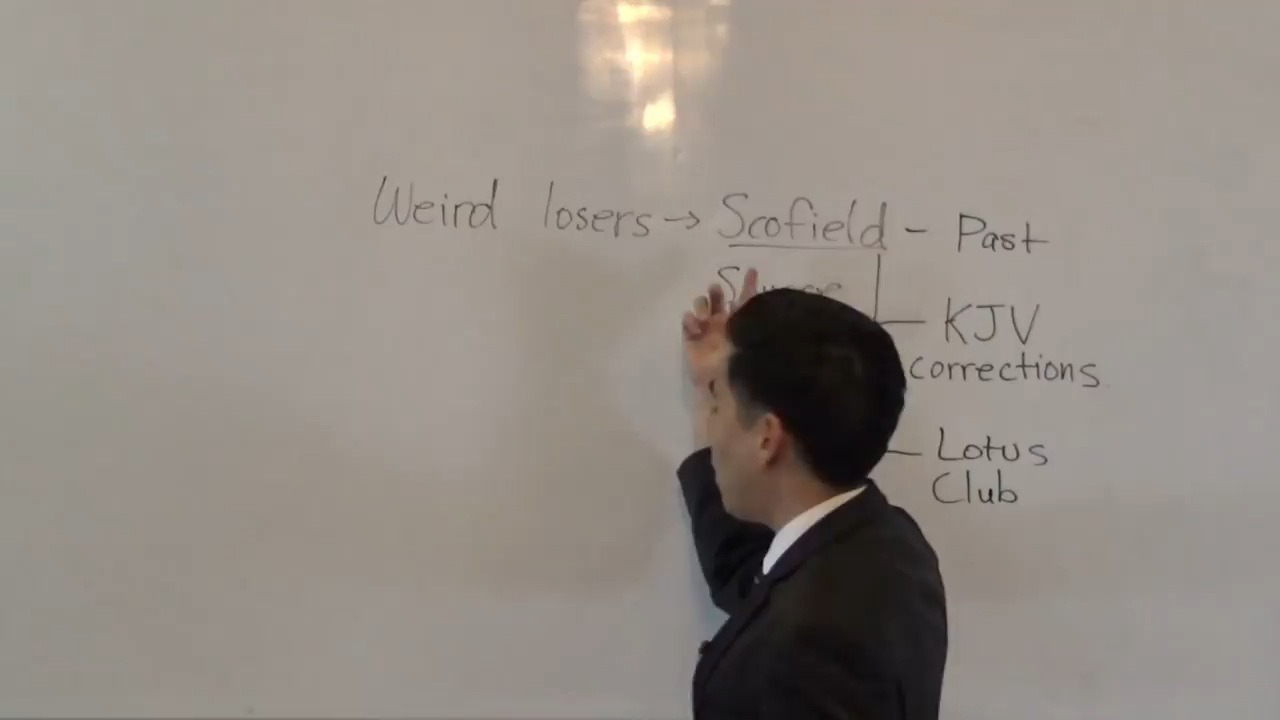 Weird losers → Scofield - Past
KJV
corrections
Lotus
Club